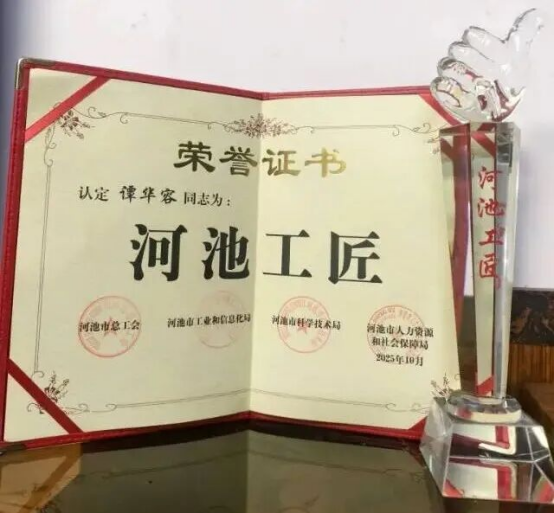 荣誉证书
认定 谭华容 同志为：
河池工匠
河池市总工会
河池市工业和信息化局
河池市科学技术局
河池市人力资源
和社会保障局
2025年10月
河池工匠